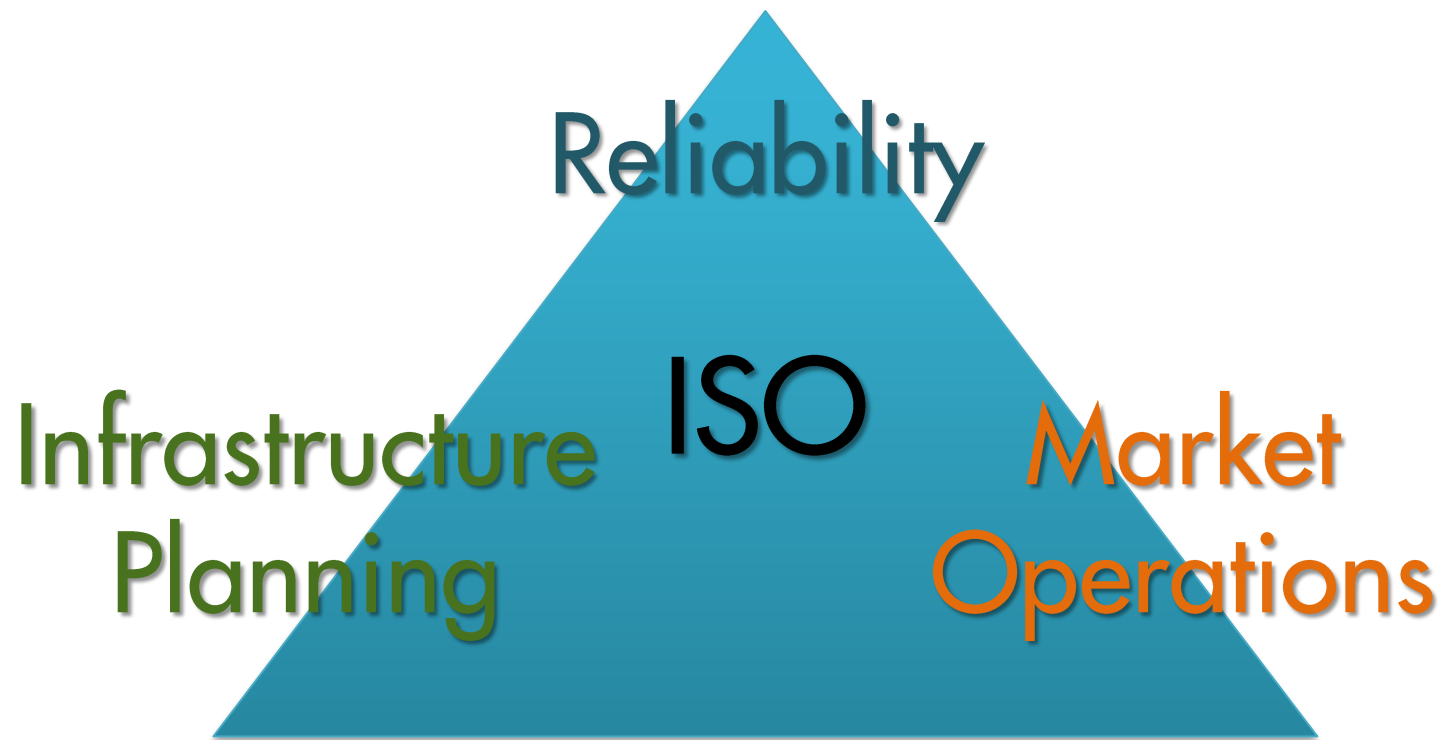 Reliability
ISO
Infrastructure
Planning
Market
Operations